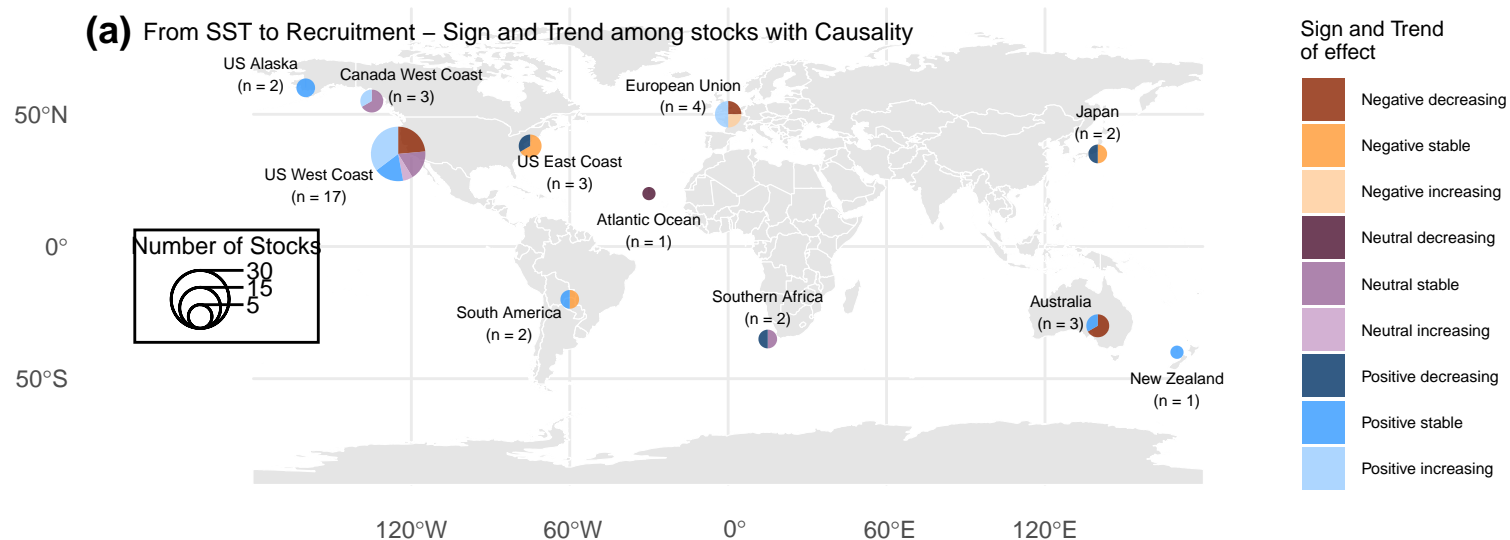 (a) From SST to Recruitment – Sign and Trend among stocks with Causality
US Alaska
(n = 2)
Canada West Coast
(n = 3)
European Union
(n = 4)
Japan
(n = 2)
US West Coast
(n = 17)
US East Coast
(n = 3)
Atlantic Ocean
(n = 1)
South America
(n = 2)
Southern Africa
(n = 2)
Australia
(n = 3)
New Zealand
(n = 1)
50°N
0°
50°S
120°W
60°W
0°
60°E
120°E
Number of Stocks
30
15
5
Sign and Trend
of effect
Negative decreasing
Negative stable
Negative increasing
Neutral decreasing
Neutral stable
Neutral increasing
Positive decreasing
Positive stable
Positive increasing